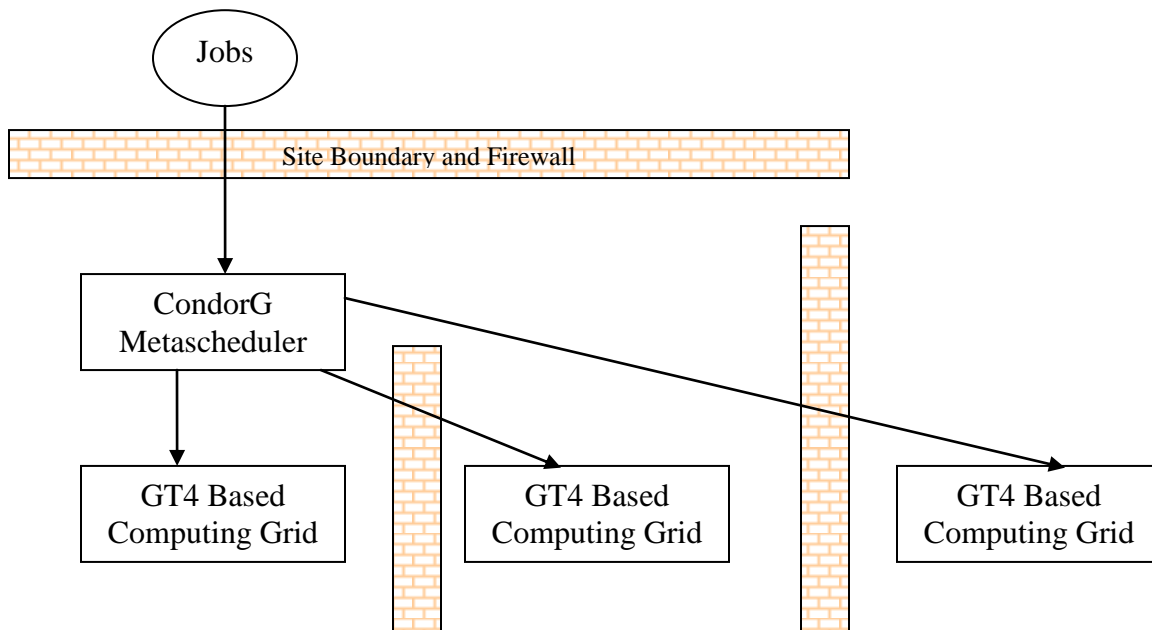 Jobs
Site Boundary and Firewall
CondorG
Metascheduler
GT4 Based
Computing Grid
GT4 Based
Computing Grid
GT4 Based
Computing Grid